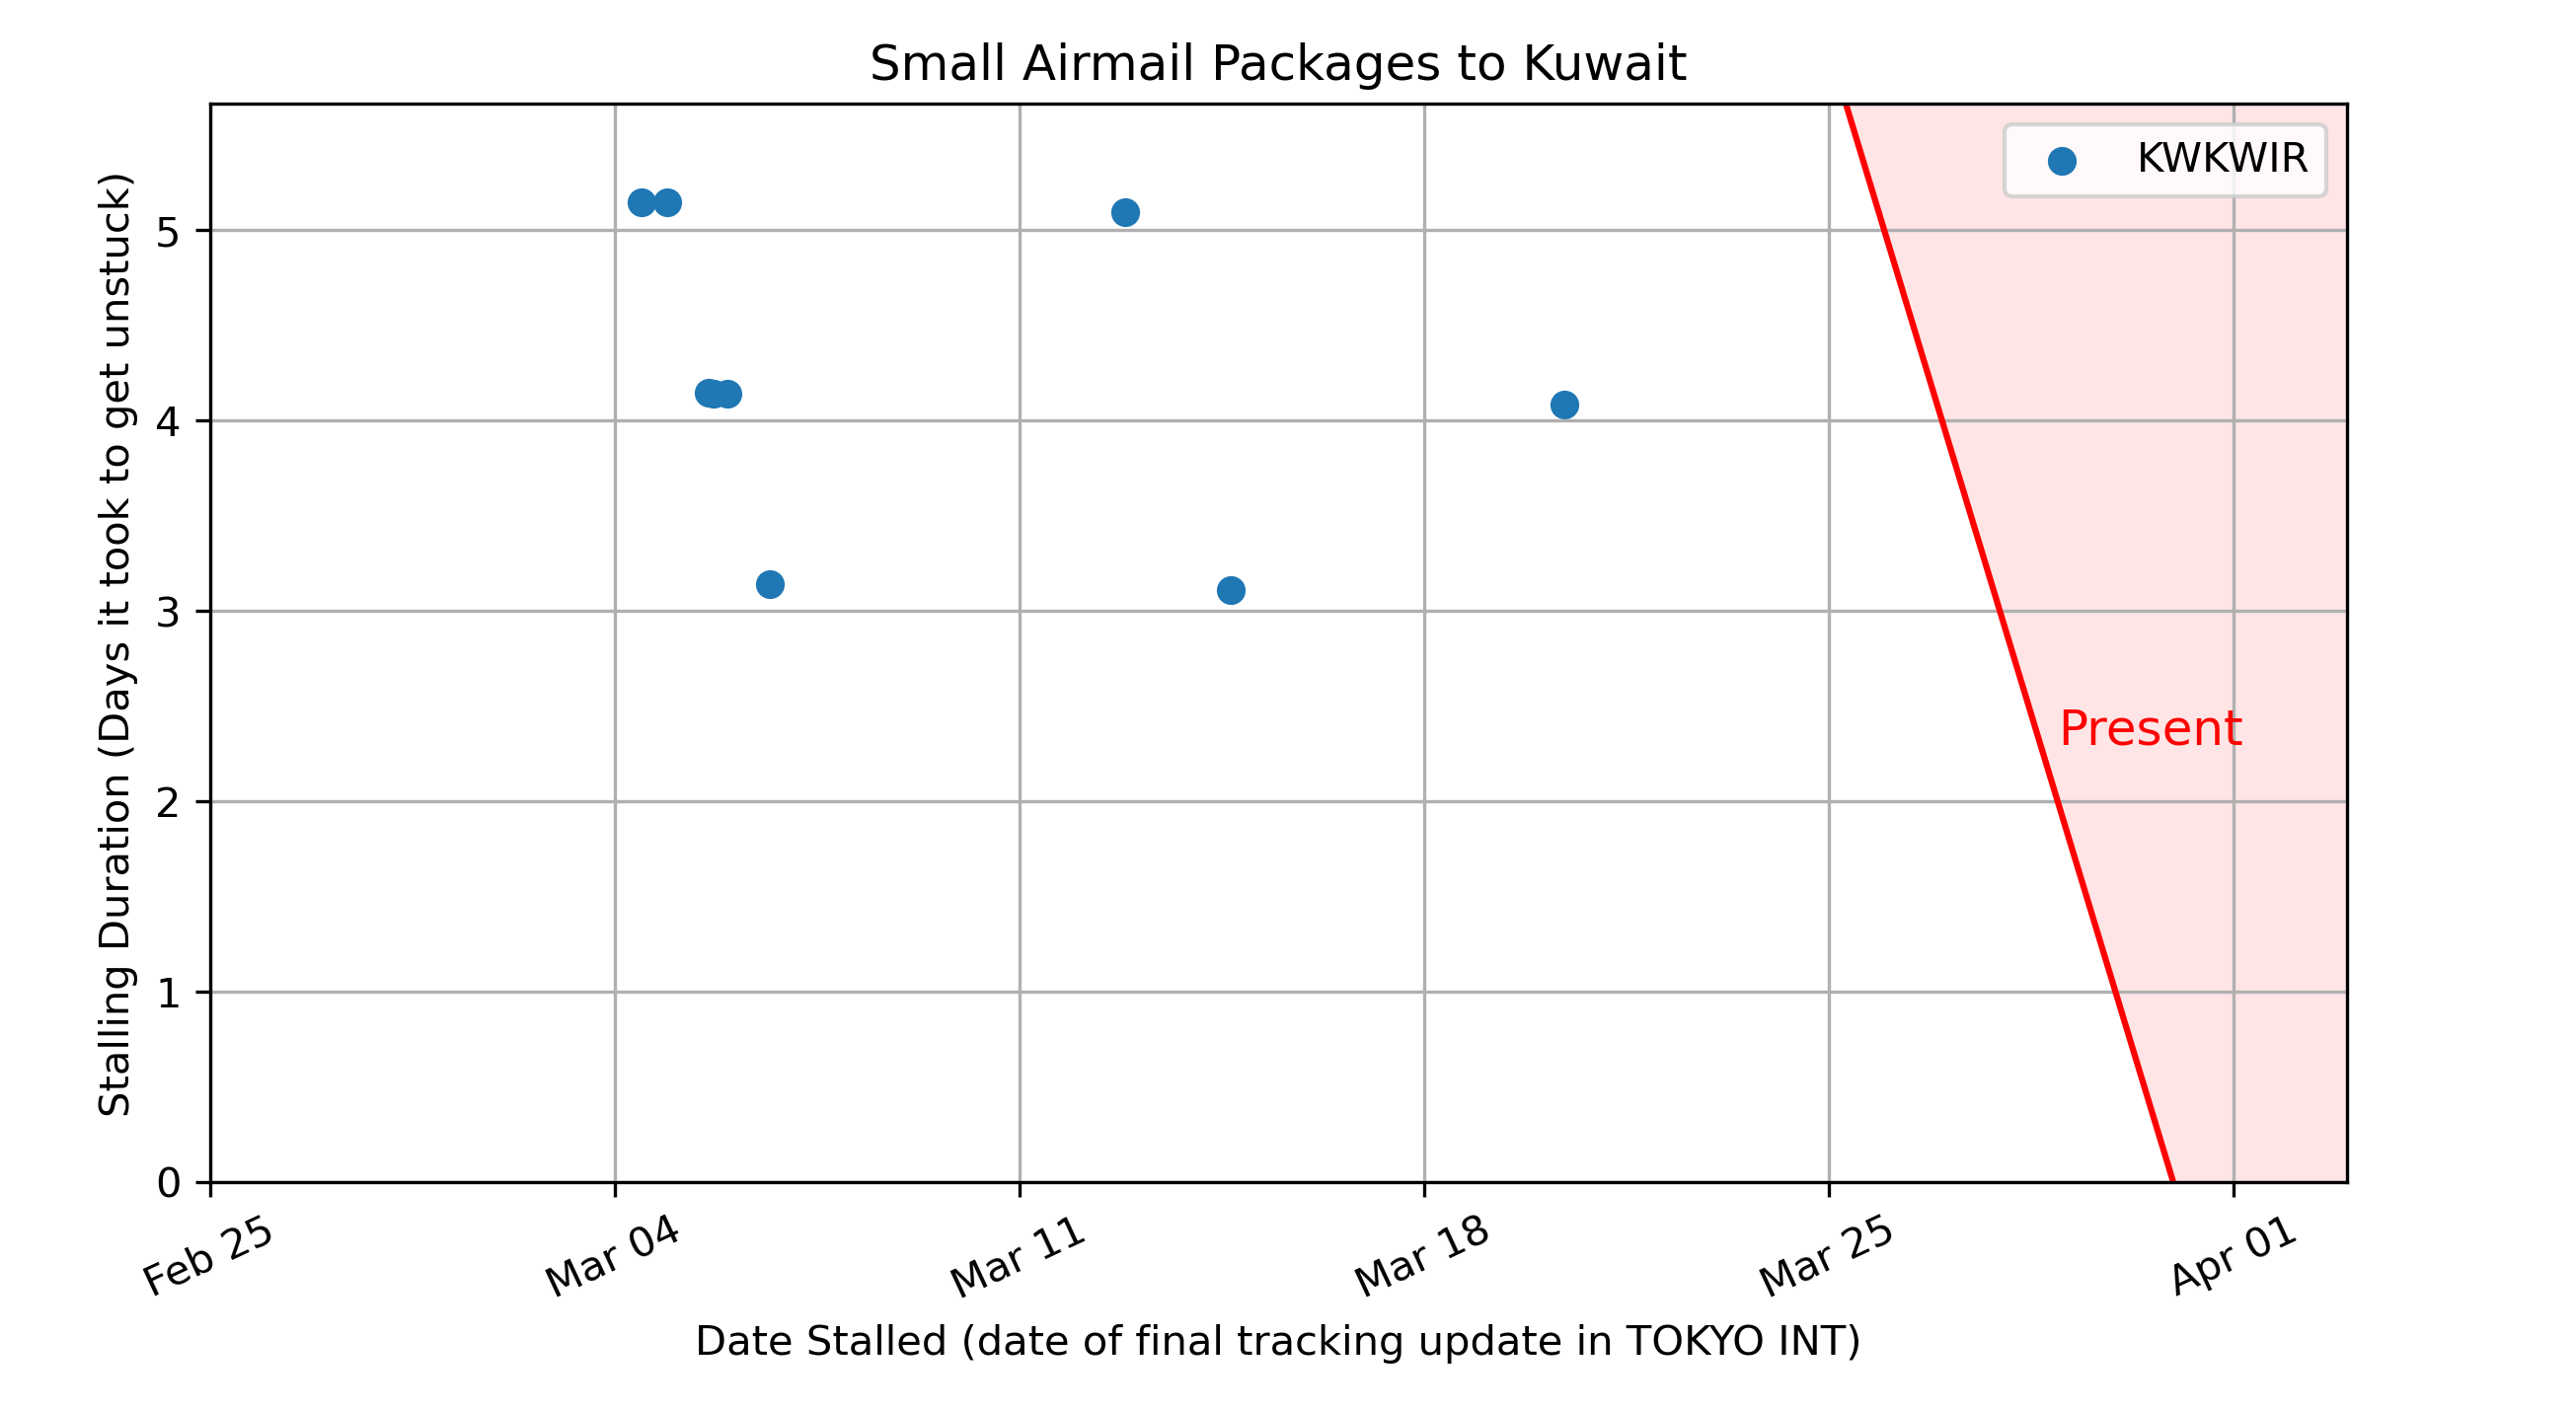 Small Airmail Packages to Kuwait
KWKWIR
Stalling Duration (Days it took to get unstuck)
5
4
3
2
1
0
Present
Feb 25
Mar 04
Mar 11
Mar 18
Mar 25
Apr 01
Date Stalled (date of final tracking update in TOKYO INT)